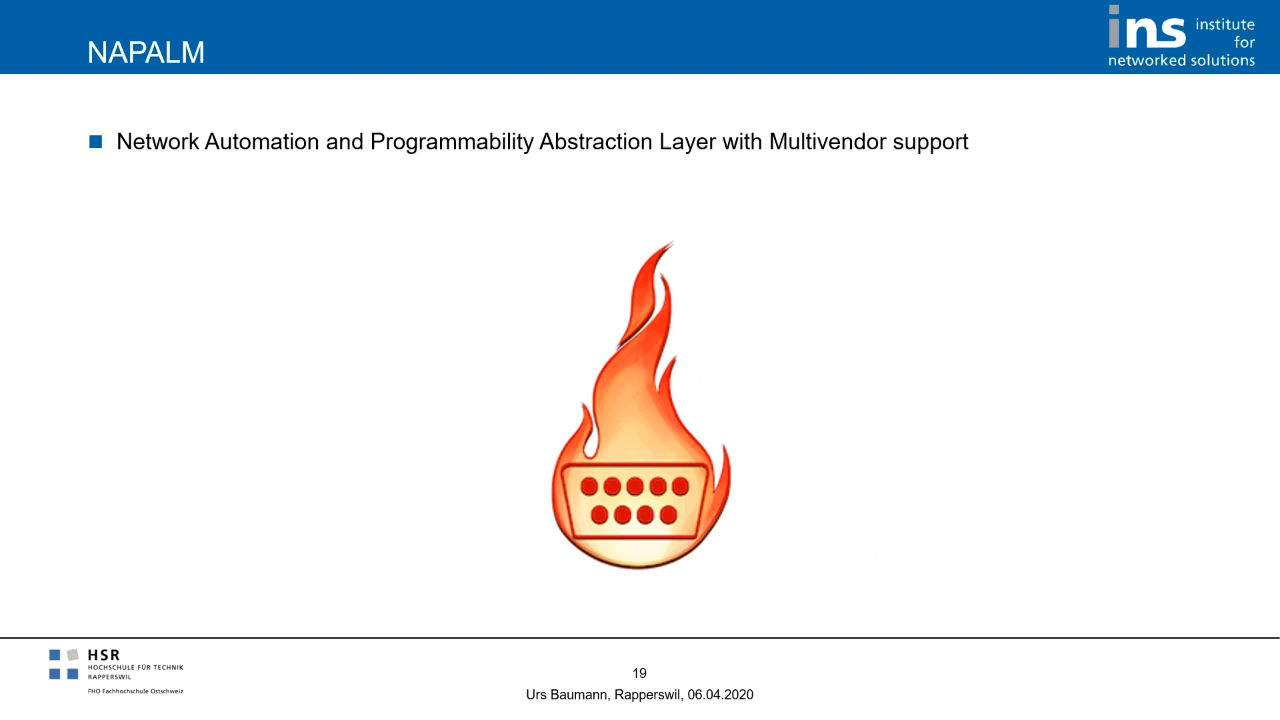 NAPALM
ins institute
for
networked solutions
Network Automation and Programmability Abstraction Layer with Multivendor support
HSR
HOCHSCHULE FÜR TECHNIK
RAPPERSWIL
FHO Fachhochschule Ostschweiz
19
Urs Baumann, Rapperswil, 06.04.2020